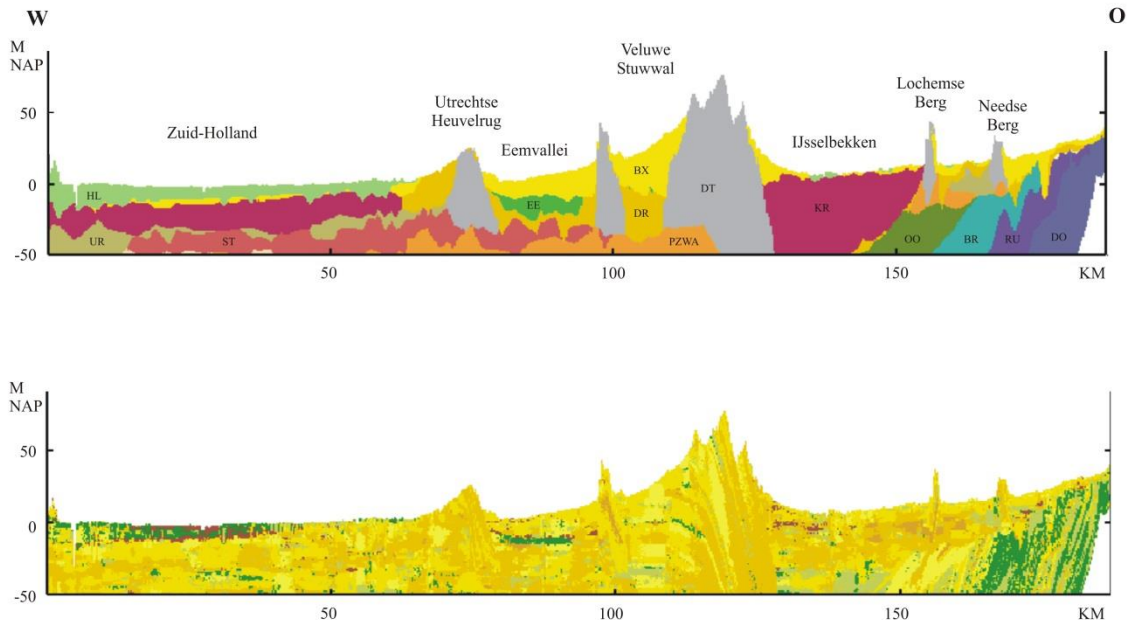 W
O
M
NAP
Veluwe
Stuwwal
Utrechtse
Heuvelrug
Lochemse
Berg
Needse
Berg
Zuid-Holland
Eemvallei
IJsselbekken
50
0
-50
HL
UR
ST
EE
BX
DR
PZWA
DT
KR
OO
BR
RU
DO
50
100
150
KM
M
NAP
50
0
-50
50
100
150
KM